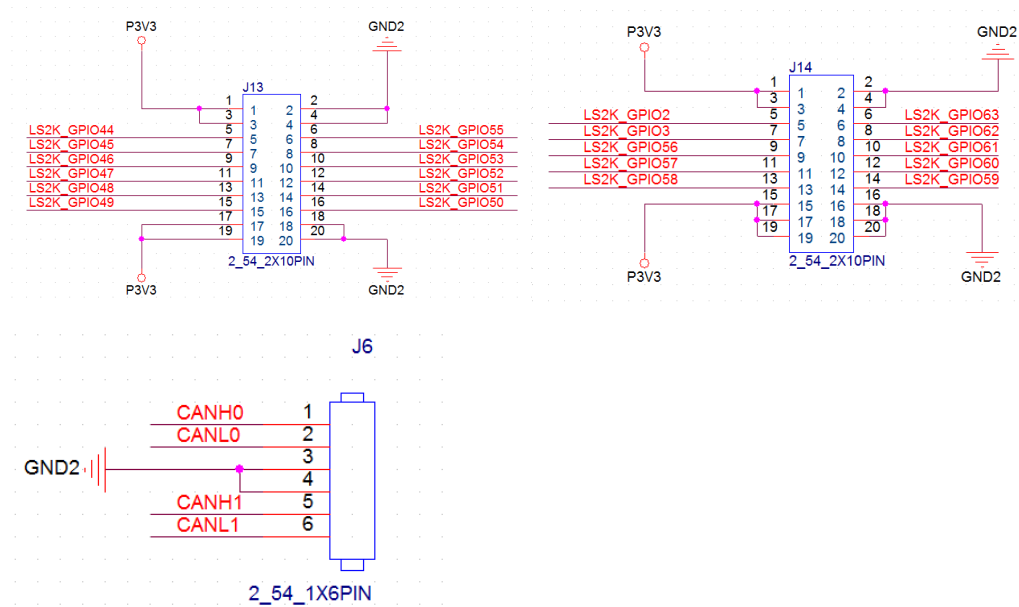 P3V3
GND2
J13
1 1 2 2
3 3 4 4
LS2K_GPIO44 5 5 6 6 LS2K_GPIO55
LS2K_GPIO45 7 7 8 8 LS2K_GPIO54
LS2K_GPIO46 9 9 10 10 LS2K_GPIO53
LS2K_GPIO47 11 11 12 12 LS2K_GPIO52
LS2K_GPIO48 13 13 14 14 LS2K_GPIO51
LS2K_GPIO49 15 15 16 16 LS2K_GPIO50
17 17 18 18
19 19 20 20
2_54_2X10PIN
P3V3
GND2
P3V3
GND2
J14
1 1 2 2
3 3 4 4
LS2K_GPIO2 5 5 6 6 LS2K_GPIO63
LS2K_GPIO3 7 7 8 8 LS2K_GPIO62
LS2K_GPIO56 9 9 10 10 LS2K_GPIO61
LS2K_GPIO57 11 11 12 12 LS2K_GPIO60
LS2K_GPIO58 13 13 14 14 LS2K_GPIO59
15 15 16 16
17 17 18 18
19 19 20 20
2_54_2X10PIN
P3V3
GND2
J6
CANH0 1
CANL0 2
GND2 3
4
CANH1 5
CANL1 6
2_54_1X6PIN